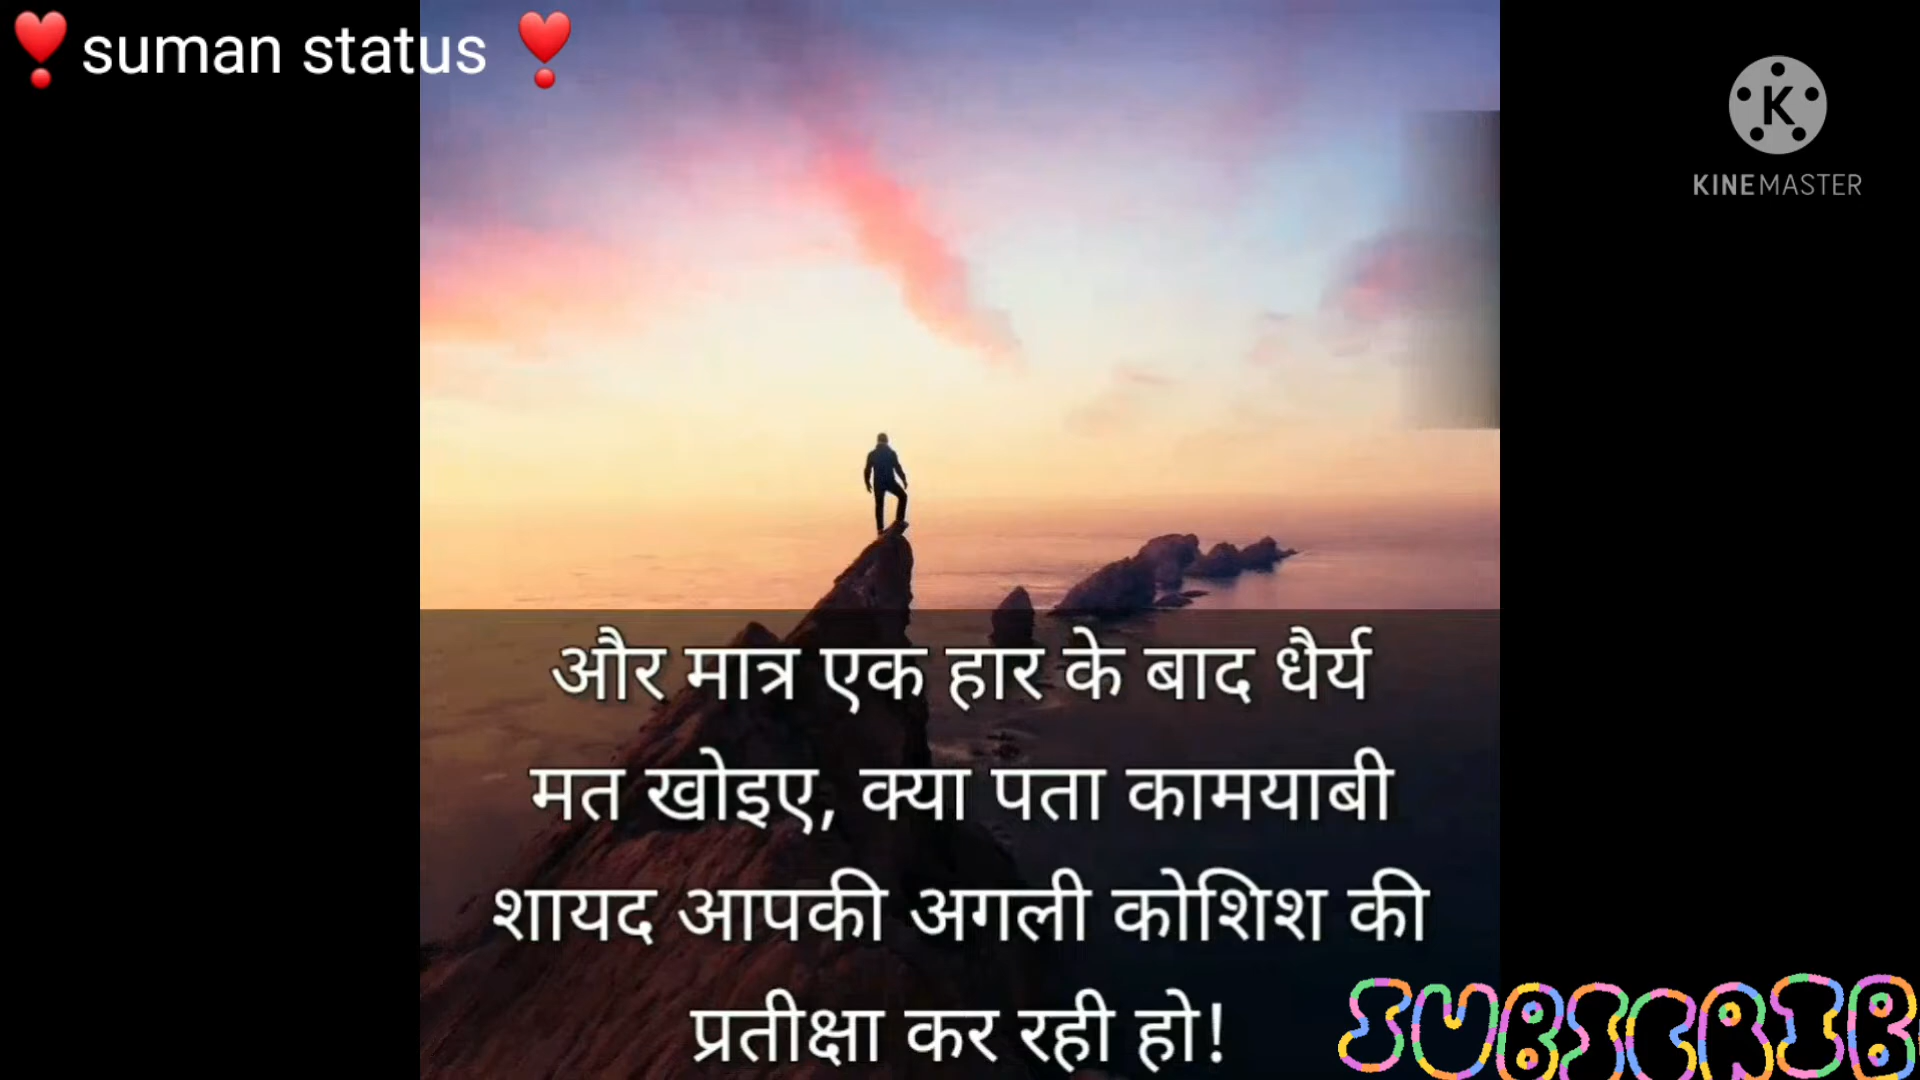 ❣️suman status ❣️
KINEMASTER
और मात्र एक हार के बाद धैर्य
मत खोइए, क्या पता कामयाबी
शायद आपकी अगली कोशिश की
प्रतीक्षा कर रही हो!
SUBSCRIB